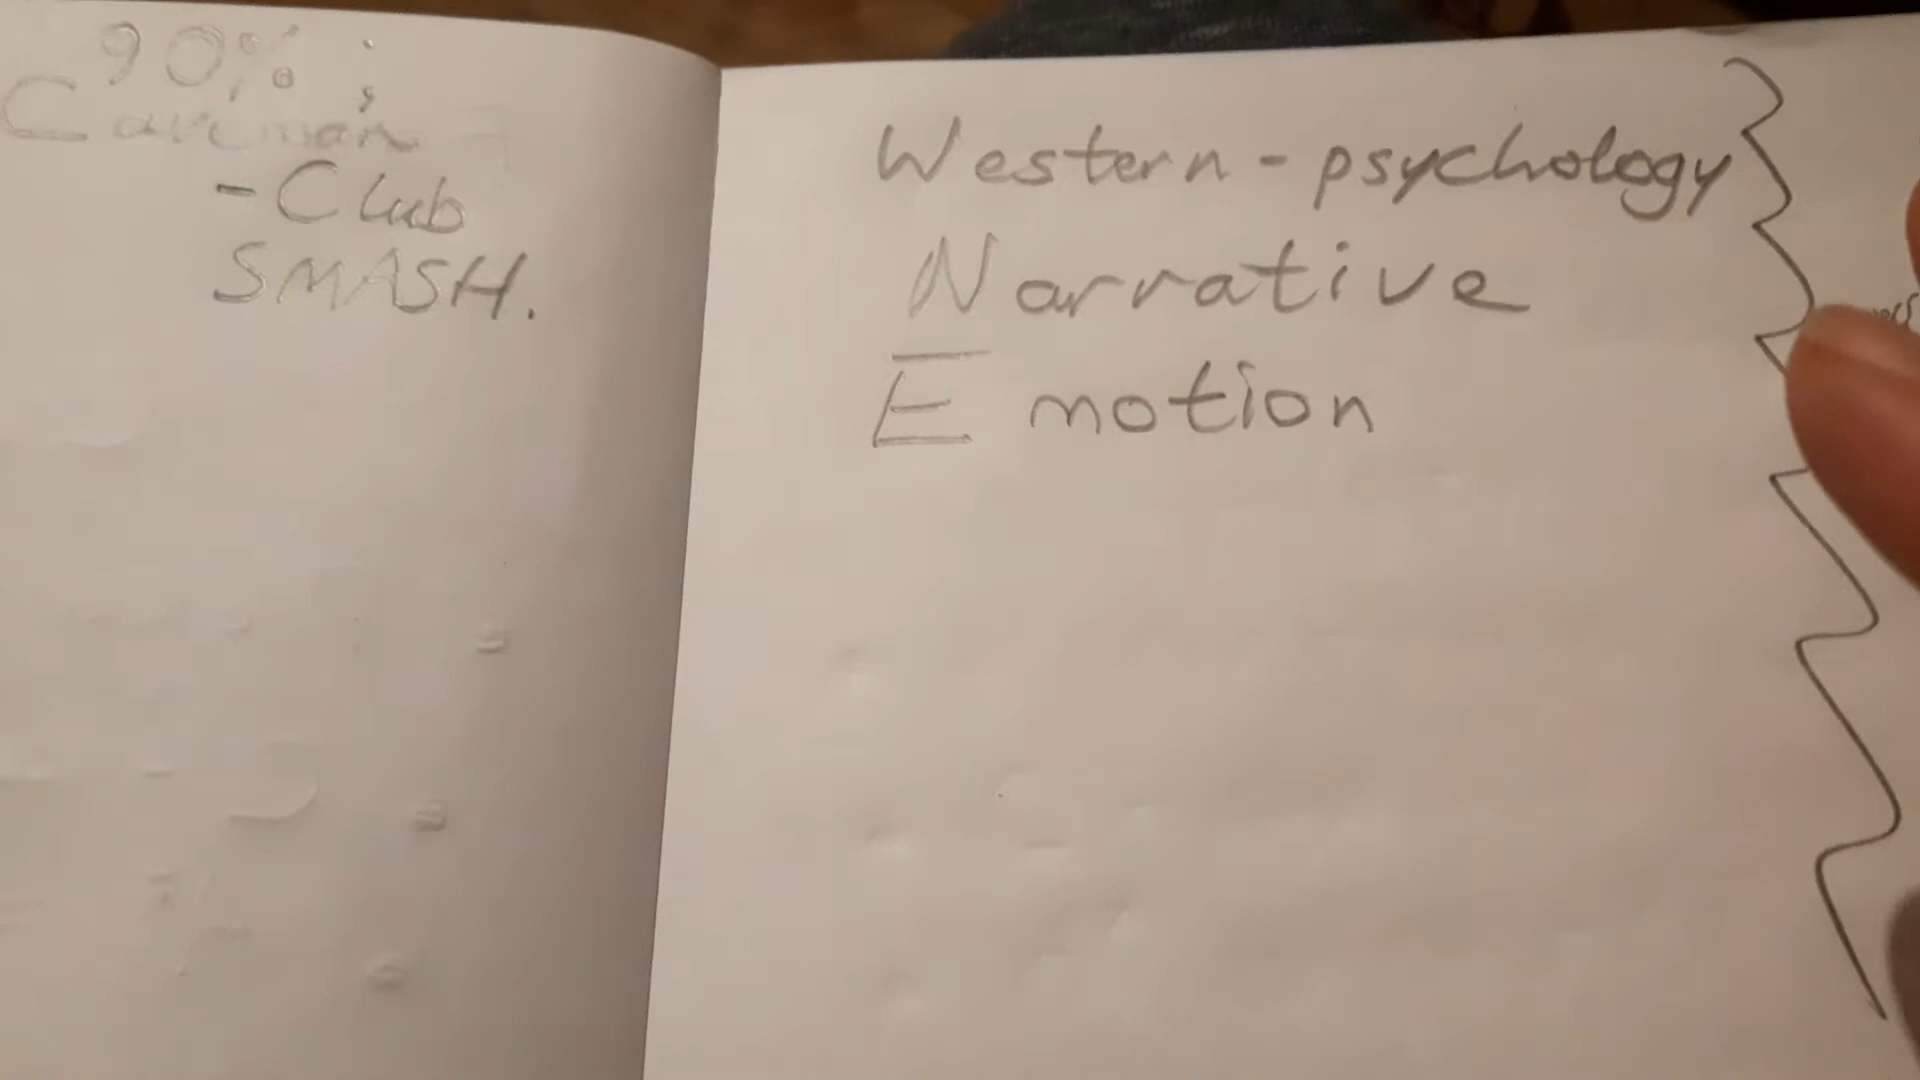 90% ;
Caveman -
- Club
SMASH.
Western - psychology
Narrative
Emotion